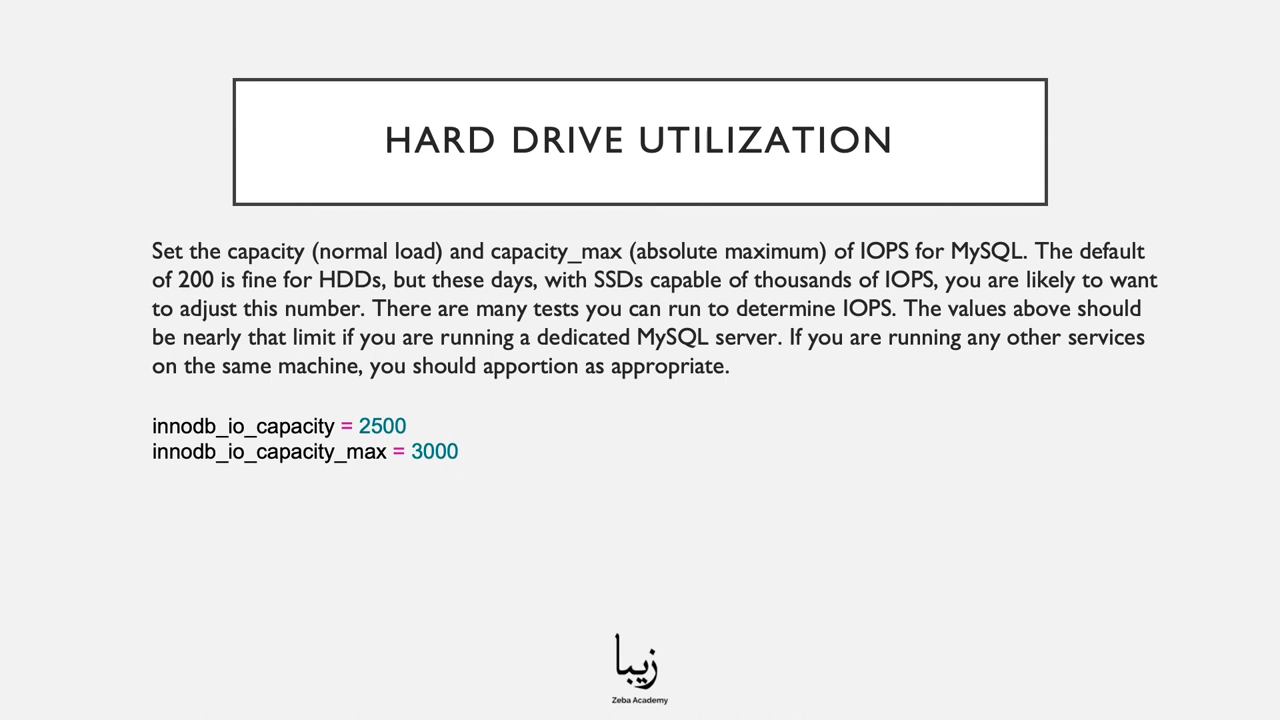 HARD DRIVE UTILIZATION
Set the capacity (normal load) and capacity_max (absolute maximum) of IOPS for MySQL. The default
of 200 is fine for HDDs, but these days, with SSDs capable of thousands of IOPS, you are likely to want
to adjust this number. There are many tests you can run to determine IOPS. The values above should
be nearly that limit if you are running a dedicated MySQL server. If you are running any other services
on the same machine, you should apportion as appropriate.
innodb_io_capacity = 2500
innodb_io_capacity_max = 3000
زیبا
Zeba Academy